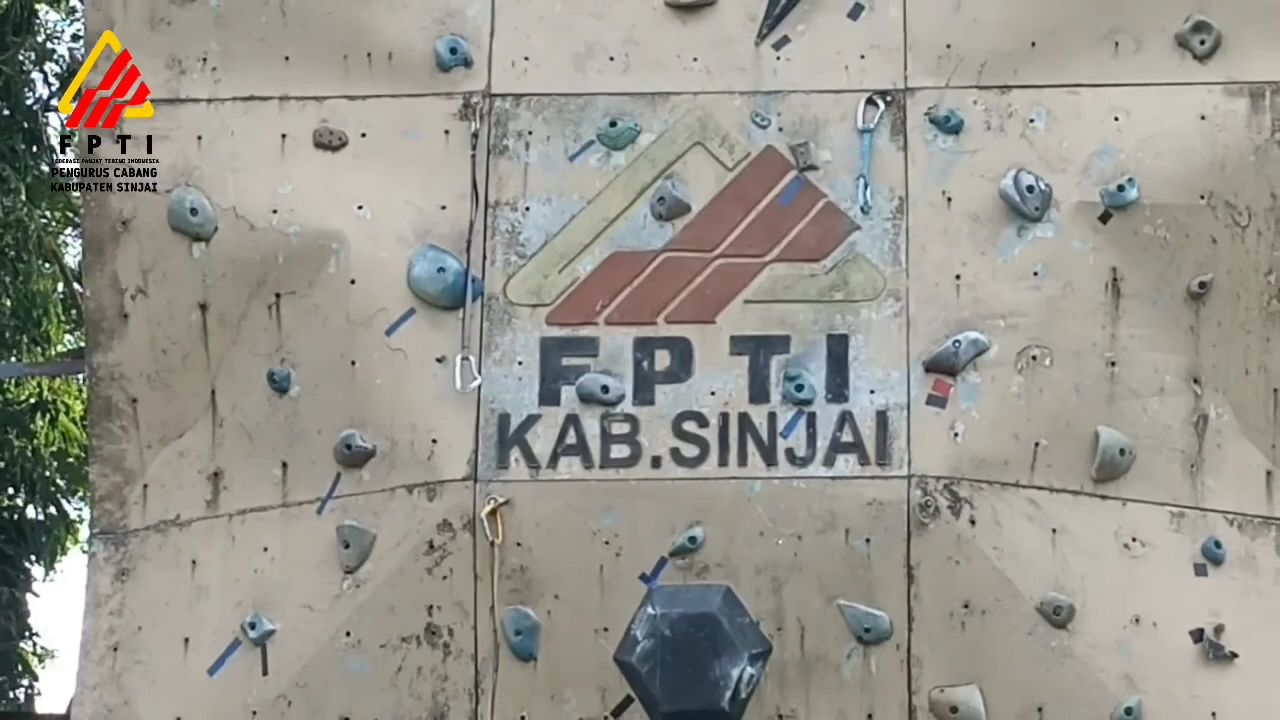 FPTI
FEDERASI PANJAT TEBING INDONESIA
PENGURUS CABANG
KABUPATEN SINJAI
FPTI
KAB.SINJAI